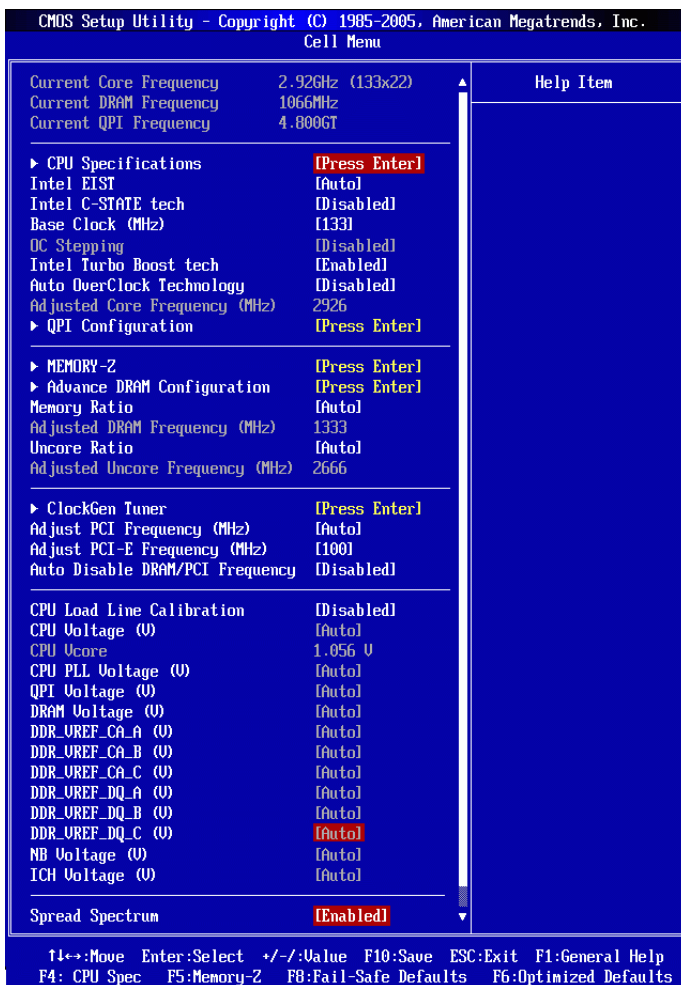 CMOS Setup Utility - Copyright (C) 1985-2005, American Megatrends, Inc.
Cell Menu
Current Core Frequency 2.92GHz (133x22)
Current DRAM Frequency 1066MHz
Current QPI Frequency 4.800GT
Help Item
▶ CPU Specifications [Press Enter]
Intel EIST [Auto]
Intel C-STATE tech [Disabled]
Base Clock (MHz) [133]
OC Stepping [Disabled]
Intel Turbo Boost tech [Enabled]
Auto OverClock Technology [Disabled]
Adjusted Core Frequency (MHz) 2926
▶ QPI Configuration [Press Enter]
▶ MEMORY-Z [Press Enter]
▶ Advance DRAM Configuration [Press Enter]
Memory Ratio [Auto]
Adjusted DRAM Frequency (MHz) 1333
Uncore Ratio [Auto]
Adjusted Uncore Frequency (MHz) 2666
▶ ClockGen Tuner [Press Enter]
Adjust PCI Frequency (MHz) [Auto]
Adjust PCI-E Frequency (MHz) [100]
Auto Disable DRAM/PCI Frequency [Disabled]
CPU Load Line Calibration [Disabled]
CPU Voltage (V) [Auto]
CPU Vcore 1.056 V
CPU PLL Voltage (V) [Auto]
QPI Voltage (V) [Auto]
DRAM Voltage (V) [Auto]
DDR_VREF_CA_A (V) [Auto]
DDR_VREF_CA_B (V) [Auto]
DDR_VREF_CA_C (V) [Auto]
DDR_VREF_DQ_A (V) [Auto]
DDR_VREF_DQ_B (V) [Auto]
DDR_VREF_DQ_C (V) [Auto]
NB Voltage (V) [Auto]
ICH Voltage (V) [Auto]
Spread Spectrum [Enabled]
↑↓↔:Move Enter:Select +/-/:Value F10:Save ESC:Exit F1:General Help
F4: CPU Spec F5:Memory-Z F8:Fail-Safe Defaults F6:Optimized Defaults